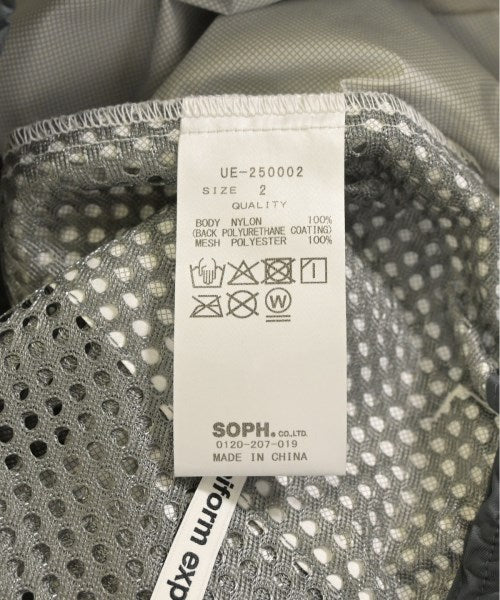 UE-250002
SIZE 2
QUALITY
BODY NYLON 100%
(BACK POLYURETHANE COATING)
MESH POLYESTER 100%
W
SOPH.CO.,LTD.
0120-207-019
MADE IN CHINA
iform exp